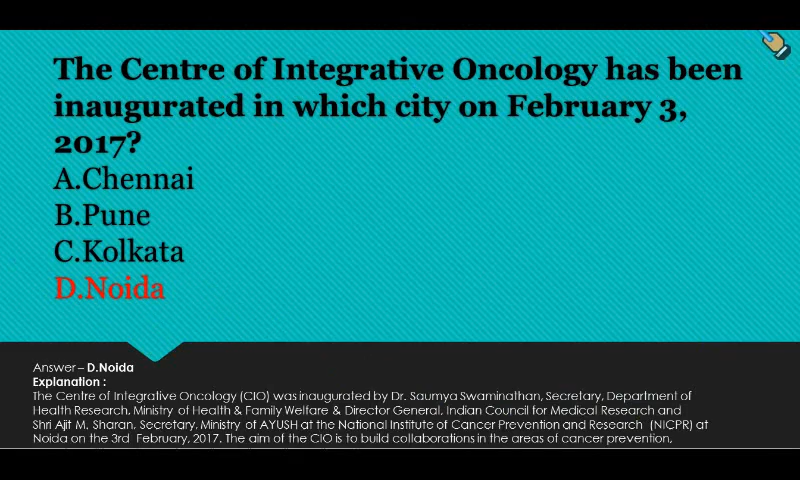 The Centre of Integrative Oncology has been
inaugurated in which city on February 3,
2017?
A.Chennai
B.Pune
C.Kolkata
D.Noida
Answer – D.Noida
Explanation :
The Centre of Integrative Oncology (CIO) was inaugurated by Dr. Saumya Swaminathan, Secretary, Department of
Health Research, Ministry of Health & Family Welfare & Director General, Indian Council for Medical Research and
Shri Ajit M. Sharan, Secretary, Ministry of AYUSH at the National Institute of Cancer Prevention and Research (NICPR) at
Noida on the 3rd February, 2017. The aim of the CIO is to build collaborations in the areas of cancer prevention,